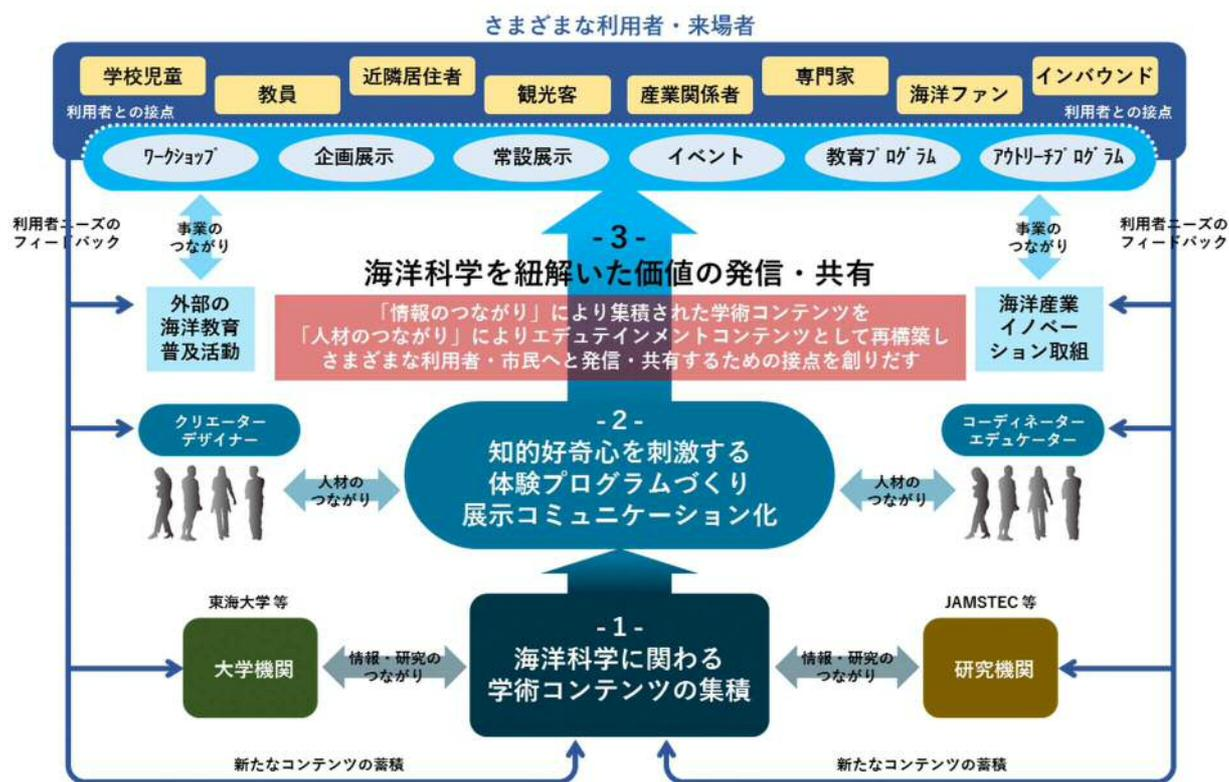 さまざまな利用者・来場者
学校児童
教員
近隣居住者
観光客
産業関係者
専門家
海洋ファン
インバウンド
利用者との接点
利用者との接点
ワークショップ
企画展示
常設展示
イベント
教育プログラム
アウトリーチプログラム
利用者ニーズの
フィードバック
事業の
つながり
- 3 -
海洋科学を紐解いた価値の発信・共有
事業の
つながり
利用者ニーズの
フィードバック
外部の
海洋教育
普及活動
「情報のつながり」により集積された学術コンテンツを
「人材のつながり」によりエデュテインメントコンテンツとして再構築し
さまざまな利用者・市民へと発信・共有するための接点を創りだす
海洋産業
イノベー
ション取組
クリエーター
デザイナー
人材の
つながり
- 2 -
知的好奇心を刺激する
体験プログラムづくり
展示コミュニケーション化
人材の
つながり
コーディネーター
エデュケーター
東海大学 等
大学機関
情報・研究の
つながり
- 1 -
海洋科学に関わる
学術コンテンツの集積
情報・研究の
つながり
JAMSTEC 等
研究機関
新たなコンテンツの蓄積
新たなコンテンツの蓄積